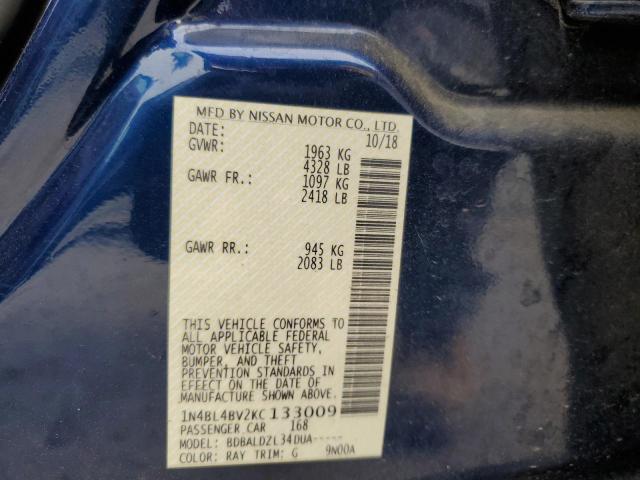 MFD BY NISSAN MOTOR CO., LTD.
DATE: 10/18
GVWR: 1963 KG
4328 LB
GAWR FR.: 1097 KG
2418 LB
GAWR RR.: 945 KG
2083 LB
THIS VEHICLE CONFORMS TO
ALL APPLICABLE FEDERAL
MOTOR VEHICLE SAFETY,
BUMPER, AND THEFT
PREVENTION STANDARDS IN
EFFECT ON THE DATE OF
MANUFACTURE SHOWN ABOVE.
1N4BL4BV2KC133009
PASSENGER CAR 168
MODEL: BDBALDZL34DUA-----
COLOR: RAY TRIM: G 9N00A